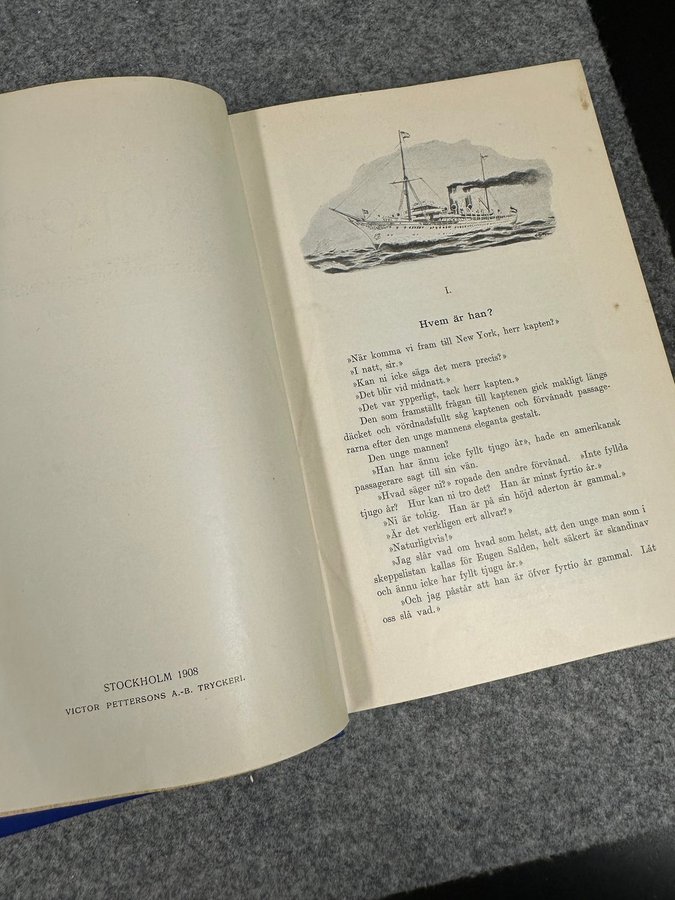 STOCKHOLM 1908
VICTOR PETTERSONS A.-B. TRYCKERI.
I.
Hvem är han?
»När komma vi fram till New York, herr kapten?»
»I natt, sir.»
»Kan ni icke säga det mera precis?»
»Det blir vid midnatt.»
»Det var ypperligt, tack herr kapten.»
Den som framställt frågan till kaptenen gick makligt längs
däcket och vördnadsfullt såg kaptenen och förvånadt passage-
rarna efter den unge mannens eleganta gestalt.
Den unge mannen?
»Han har ännu icke fyllt tjugo år», hade en amerikansk
passagerare sagt till sin vän.
»Hvad säger ni?» ropade den andre förvånad. »Inte fyllda
tjugo år? Hur kan ni tro det? Han är minst fyrtio år.»
»Ni är tokig. Han är på sin höjd aderton år gammal.»
»Är det verkligen ert allvar?»
»Naturligtvis!»
»Jag slår vad om hvad som helst, att den unge man som i
skeppslistan kallas för Eugen Salden, helt säkert är skandinav
och ännu icke har fyllt tjugu år.»
»Och jag påstår att han är öfver fyrtio år gammal. Låt
oss slå vad.»